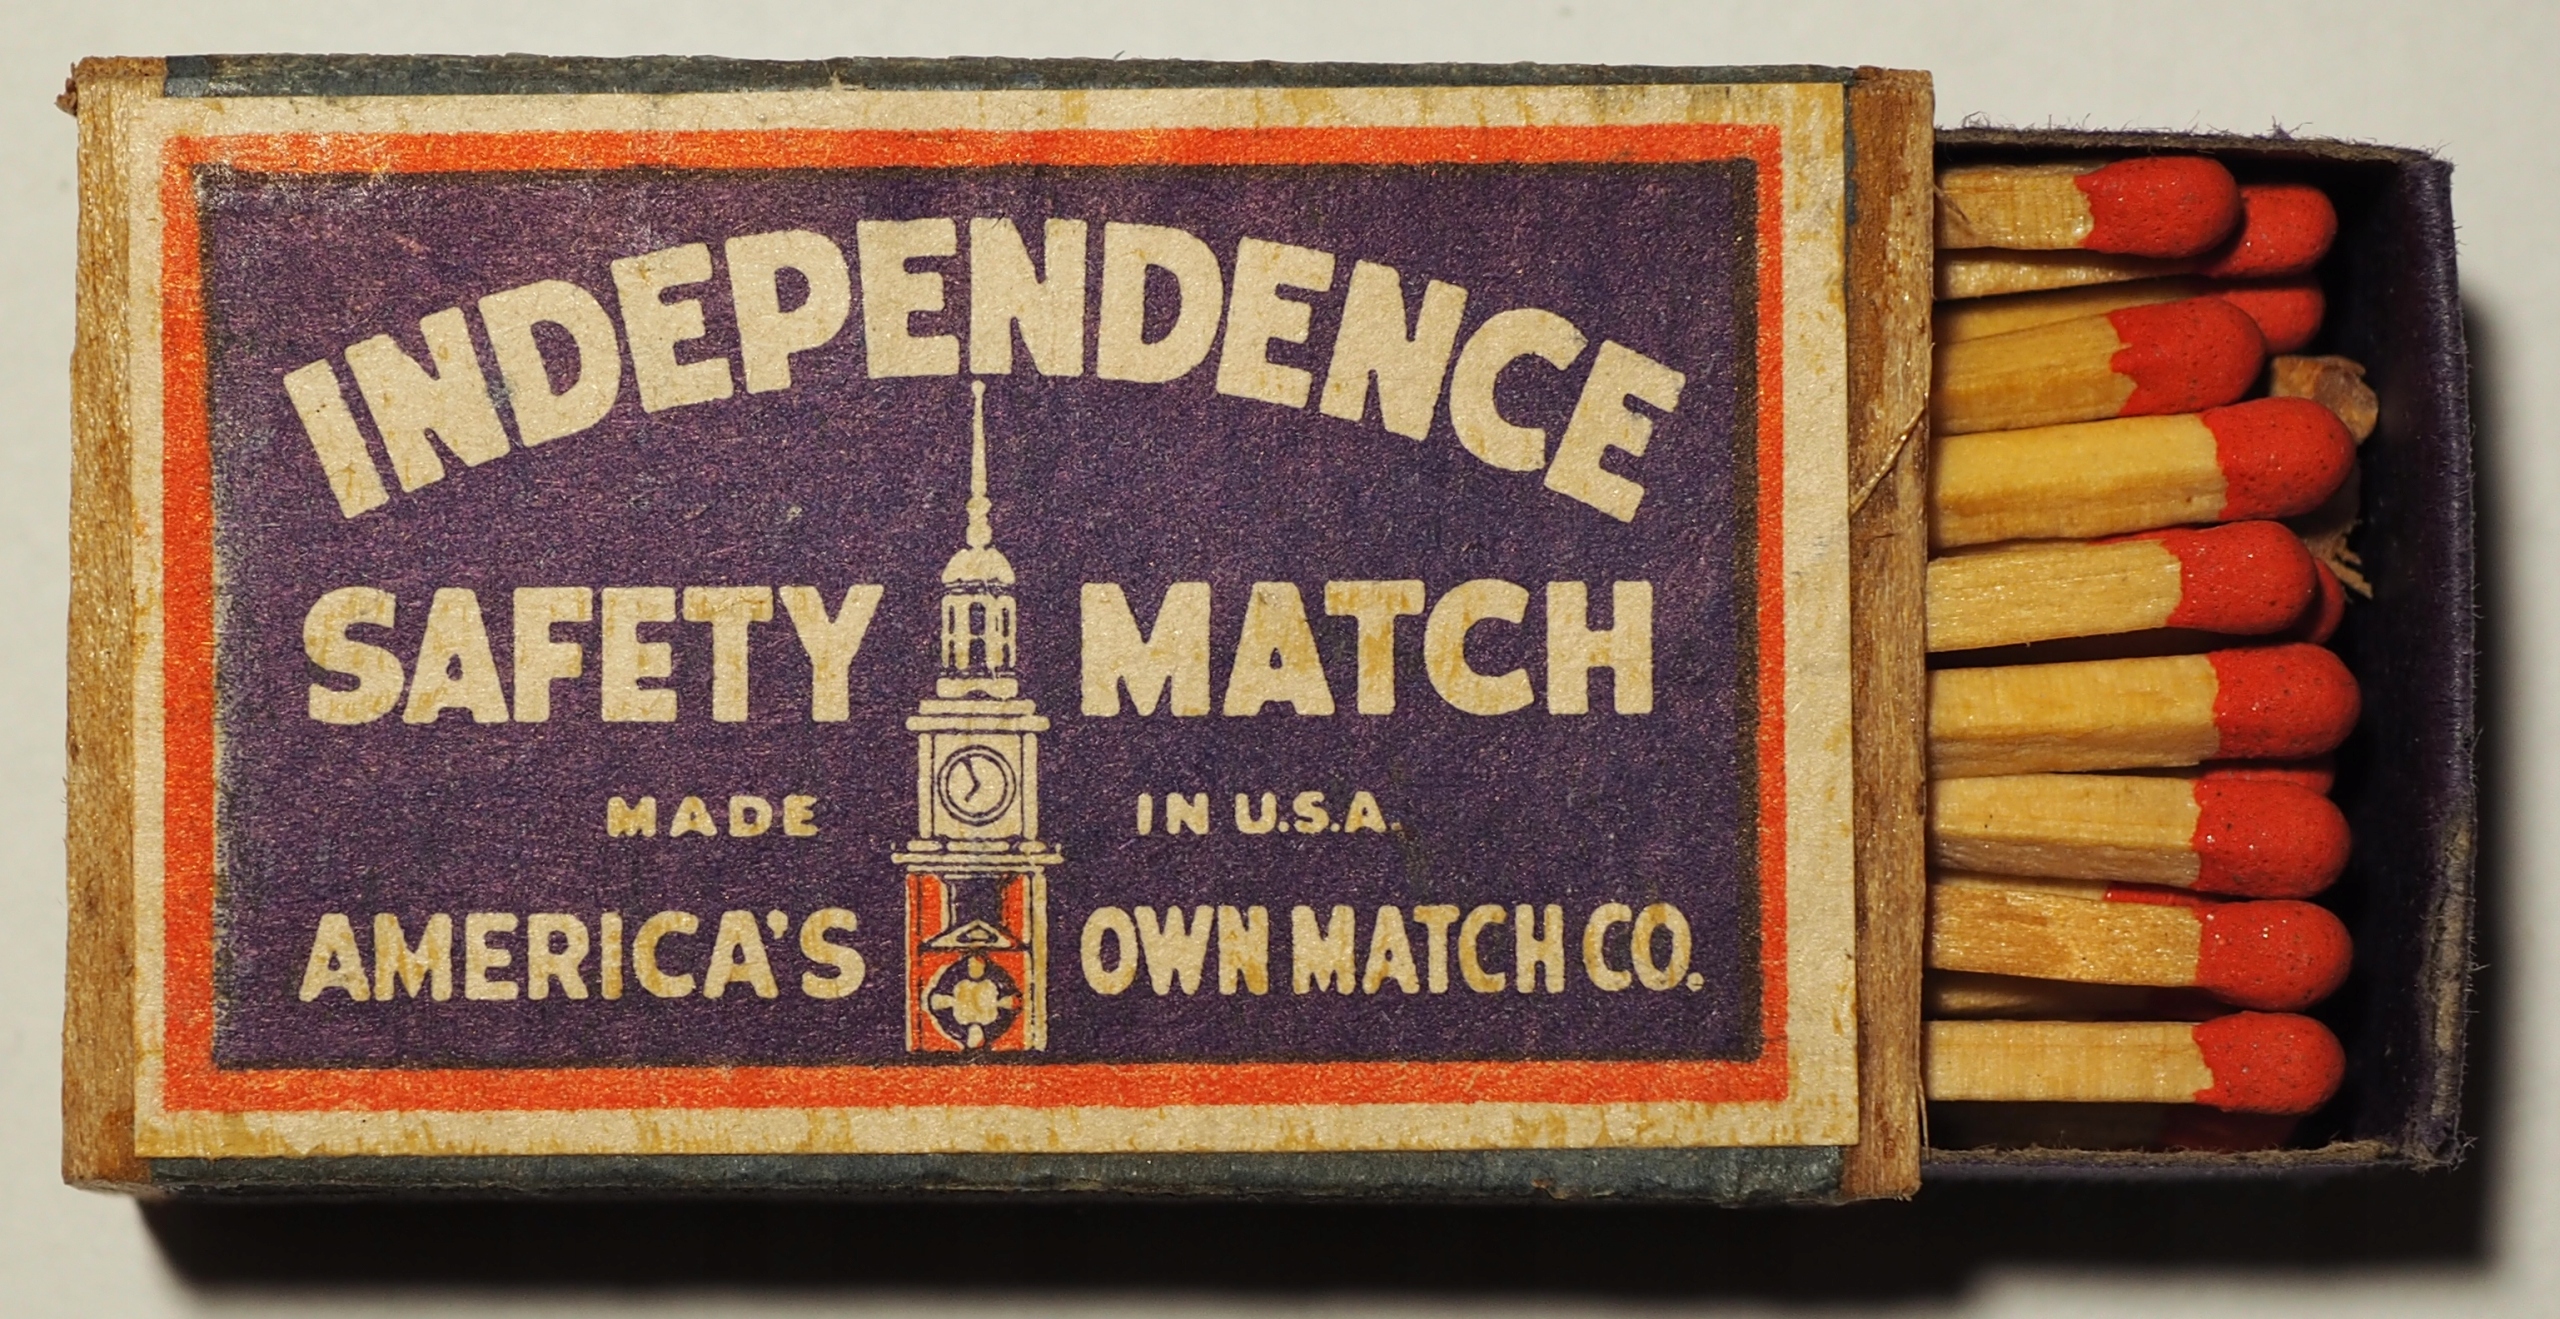 INDEPENDENCE
SAFETY MATCH
MADE IN U.S.A.
AMERICA'S OWN MATCH CO.